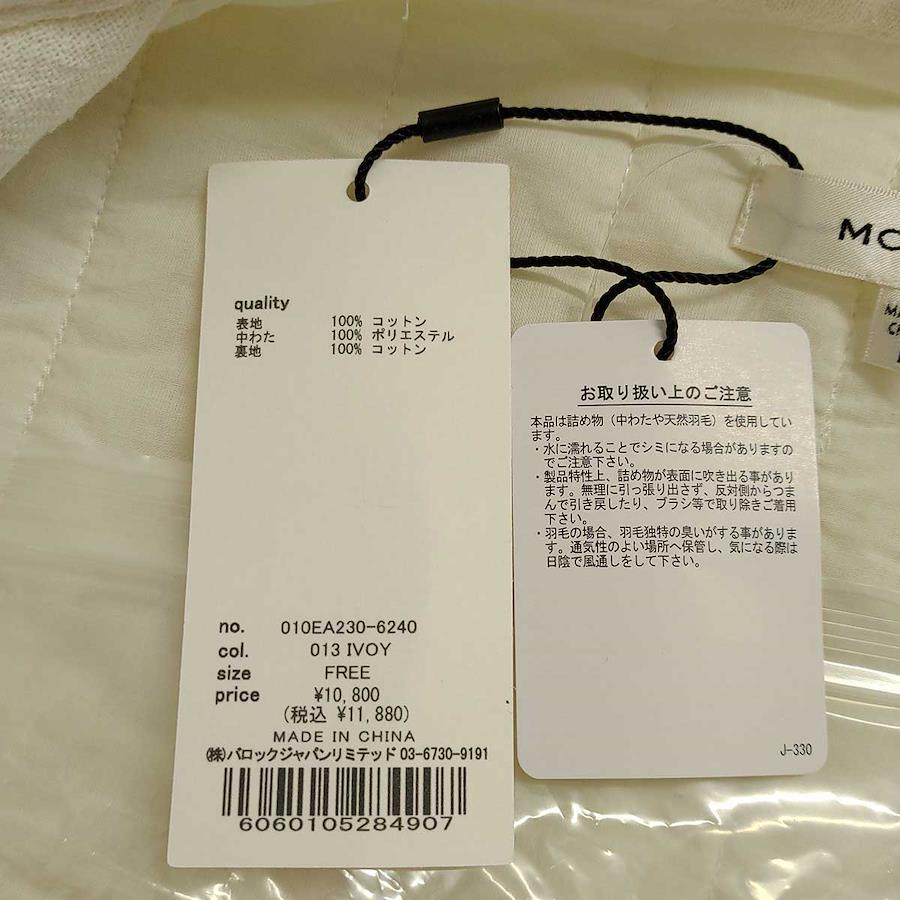 quality
表地 100% コットン
中わた 100% ポリエステル
裏地 100% コットン
no. 010EA230-6240
col. 013 IVOY
size FREE
price ¥10,800
(税込 ¥11,880)
MADE IN CHINA
(株)バロックジャパンリミテッド 03-6730-9191
6060105284907
お取り扱い上のご注意
本品は詰め物（中わたや天然羽毛）を使用してい
ます。
・水に濡れることでシミになる場合がありますの
でご注意下さい。
・製品特性上、詰め物が表面に吹き出る事があり
ます。無理に引っ張り出さず、反対側からつま
んで引き戻したり、ブラシ等で取り除きご着用
下さい。
・羽毛の場合、羽毛独特の臭いがする事がありま
す。通気性のよい場所へ保管し、気になる際は
日陰で風通しをして下さい。
J-330
MO